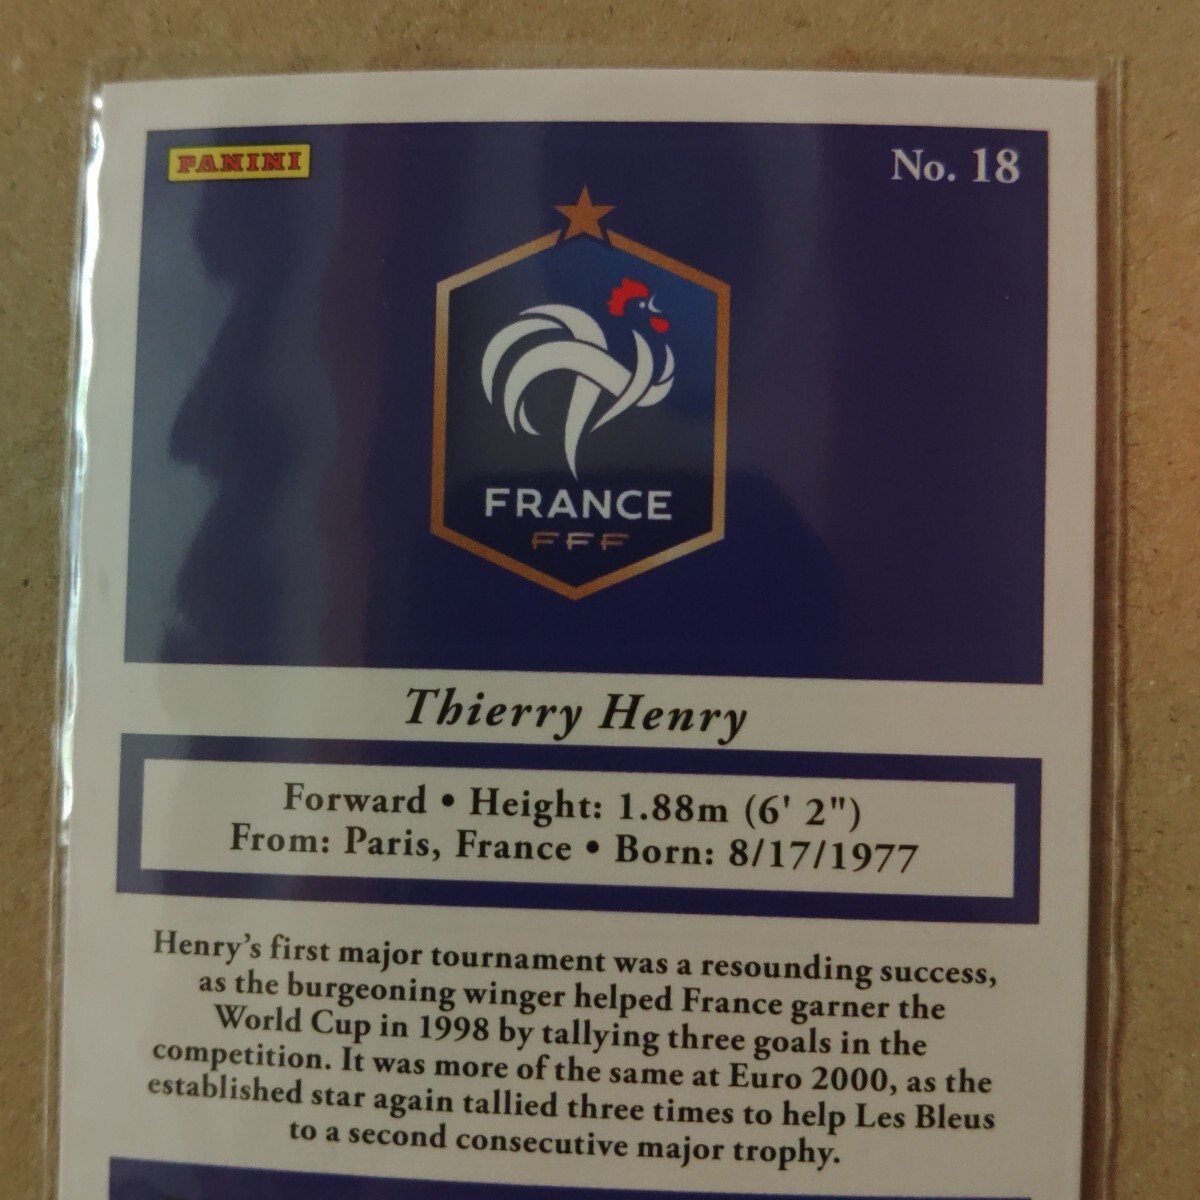 PANINI
No. 18
FRANCE
FFF
Thierry Henry
Forward • Height: 1.88m (6' 2")
From: Paris, France • Born: 8/17/1977
Henry's first major tournament was a resounding success,
as the burgeoning winger helped France garner the
World Cup in 1998 by tallying three goals in the
competition. It was more of the same at Euro 2000, as the
established star again tallied three times to help Les Bleus
to a second consecutive major trophy.